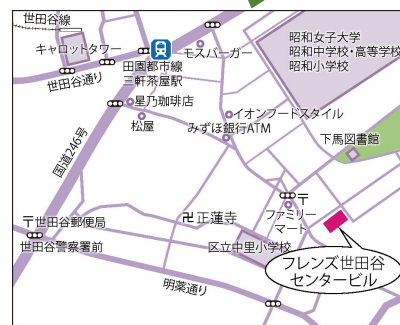 世田谷線
キャロットタワー
モスバーガー
昭和女子大学
昭和中学校・高等学校
昭和小学校
田園都市線
三軒茶屋駅
世田谷通り
星乃珈琲店
松屋
イオンフードスタイル
みずほ銀行ATM
国道246号
下馬図書館
〒
ファミリー
マート
卍正蓮寺
〒世田谷郵便局
世田谷警察署前
区立中里小学校
フレンズ世田谷
センタービル
明薬通り